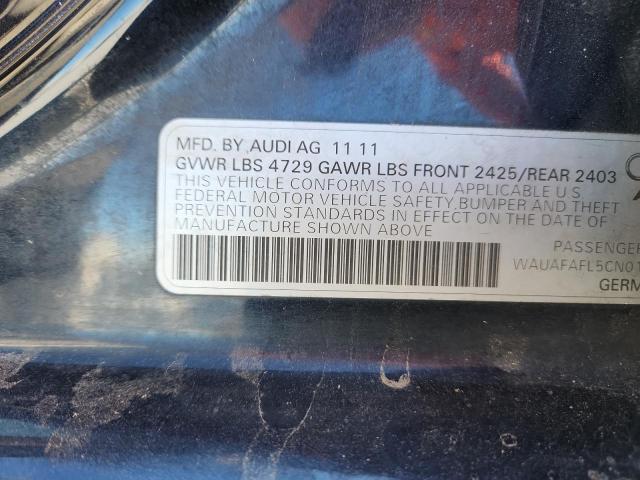 MFD. BY AUDI AG 11 11
GVWR LBS 4729 GAWR LBS FRONT 2425/REAR 2403
THIS VEHICLE CONFORMS TO ALL APPLICABLE U S
FEDERAL MOTOR VEHICLE SAFETY,BUMPER AND THEFT
PREVENTION STANDARDS IN EFFECT ON THE DATE OF
MANUFACTURE SHOWN ABOVE
PASSENGER
WAUAFAFL5CN01
GERM